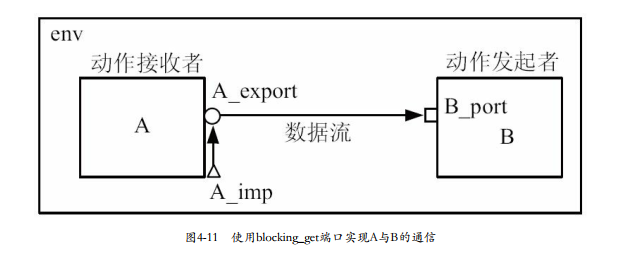 env
动作接收者
动作发起者
A_export
B_port
A
数据流
B
A_imp
图4-11 使用blocking_get端口实现A与B的通信